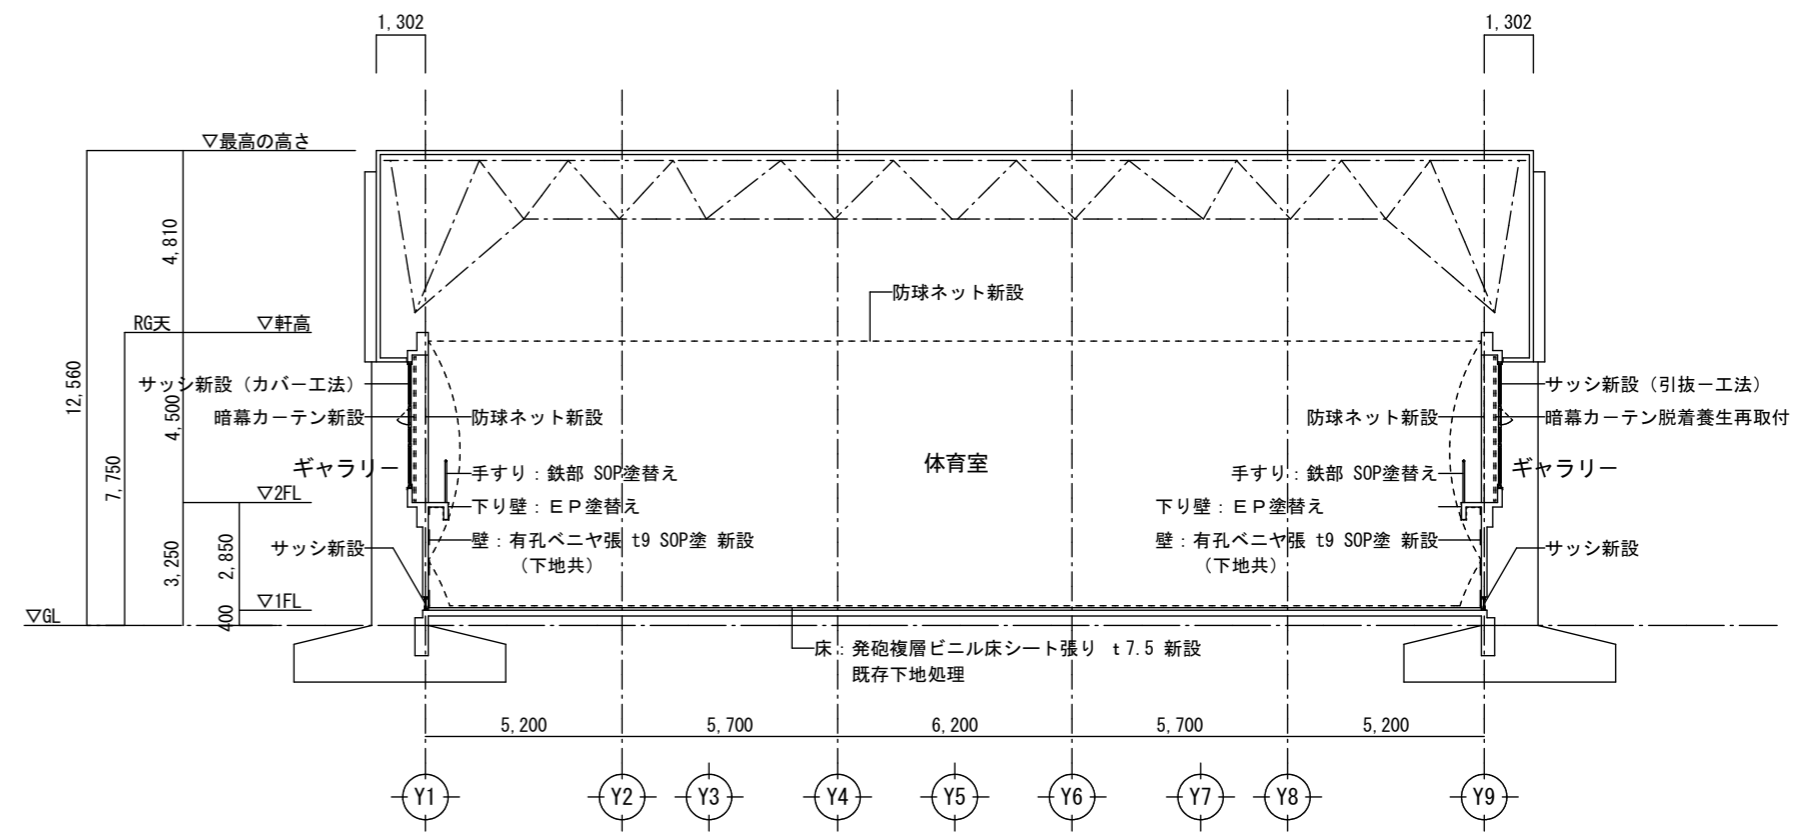 1,302
1,302
▽最高の高さ
4,810
防球ネット新設
RG天
▽軒高
12,560
サッシ新設（カバー工法）
サッシ新設（引抜ー工法）
4,500
暗幕カーテン新設
防球ネット新設
防球ネット新設
暗幕カーテン脱着養生再取付
7,750
ギャラリー
手すり：鉄部 SOP塗替え
体育室
手すり：鉄部 SOP塗替え
ギャラリー
▽2FL
下り壁：ＥＰ塗替え
下り壁：ＥＰ塗替え
3,250
2,850
サッシ新設
壁：有孔ベニヤ張 t9 SOP塗 新設
（下地共）
壁：有孔ベニヤ張 t9 SOP塗 新設
（下地共）
サッシ新設
▽1FL
400
▽GL
床：発砲複層ビニル床シート張り ｔ7.5 新設
既存下地処理
5,200
5,700
6,200
5,700
5,200
Y1
Y2
Y3
Y4
Y5
Y6
Y7
Y8
Y9